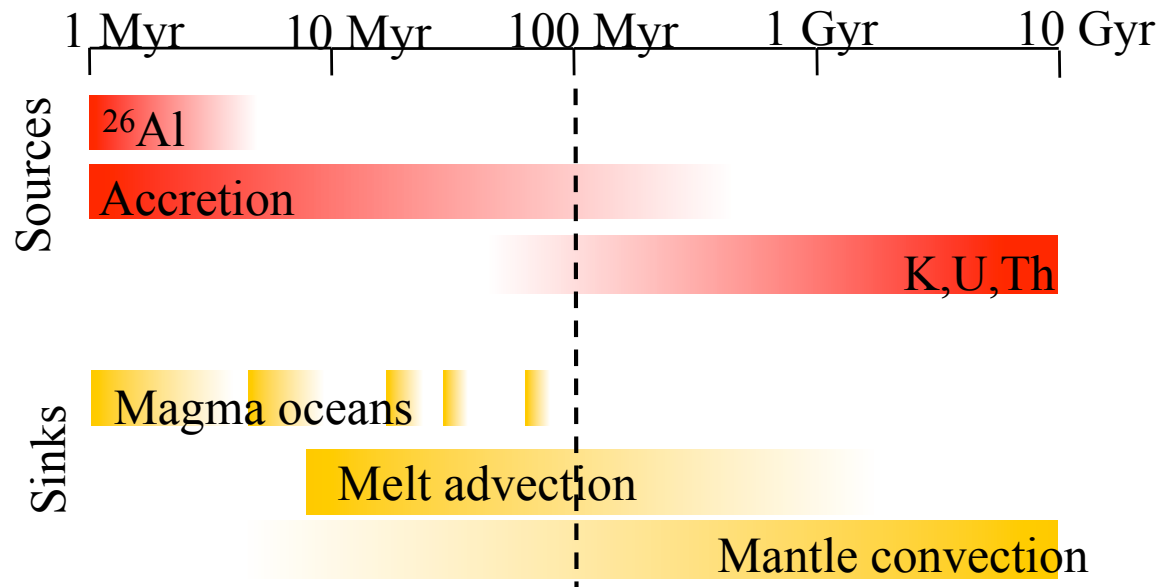 1 Myr 10 Myr 100 Myr 1 Gyr 10 Gyr
Sources
²⁶Al
Accretion
K,U,Th
Sinks
Magma oceans
Melt advection
Mantle convection